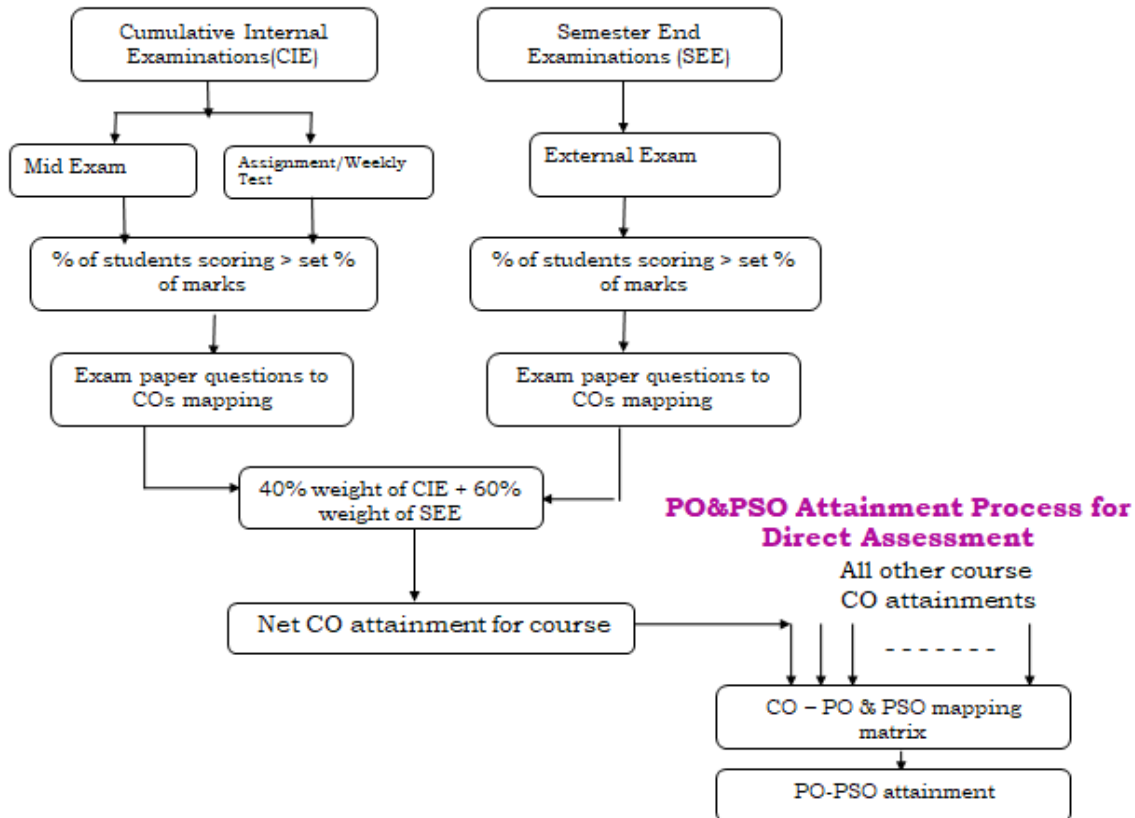 Cumulative Internal
Examinations(CIE)
Semester End
Examinations (SEE)
Mid Exam
Assignment/Weekly
Test
External Exam
% of students scoring > set %
of marks
% of students scoring > set %
of marks
Exam paper questions to
COs mapping
Exam paper questions to
COs mapping
40% weight of CIE + 60%
weight of SEE
PO&PSO Attainment Process for
Direct Assessment
All other course
CO attainments
Net CO attainment for course
- - - - - - -
CO – PO & PSO mapping
matrix
PO-PSO attainment